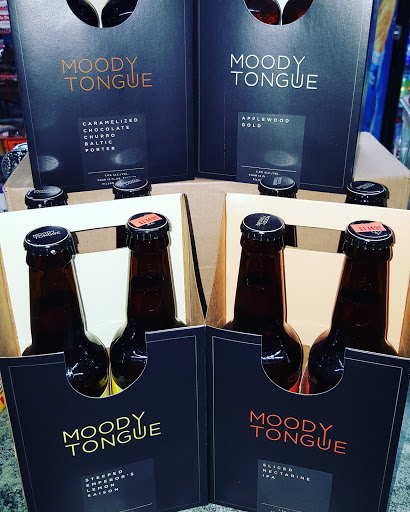 MOODY
TONGUE
CARAMELIZED
CHOCOLATE
CHURRO
BALTIC
PORTER
MOODY
TONGUE
APPLEWOOD
GOLD
MOODY
TONGUE
STEEPED
EMPEROR'S
LEMON
SAISON
MOODY
TONGUE
SLICED
NECTARINE
IPA